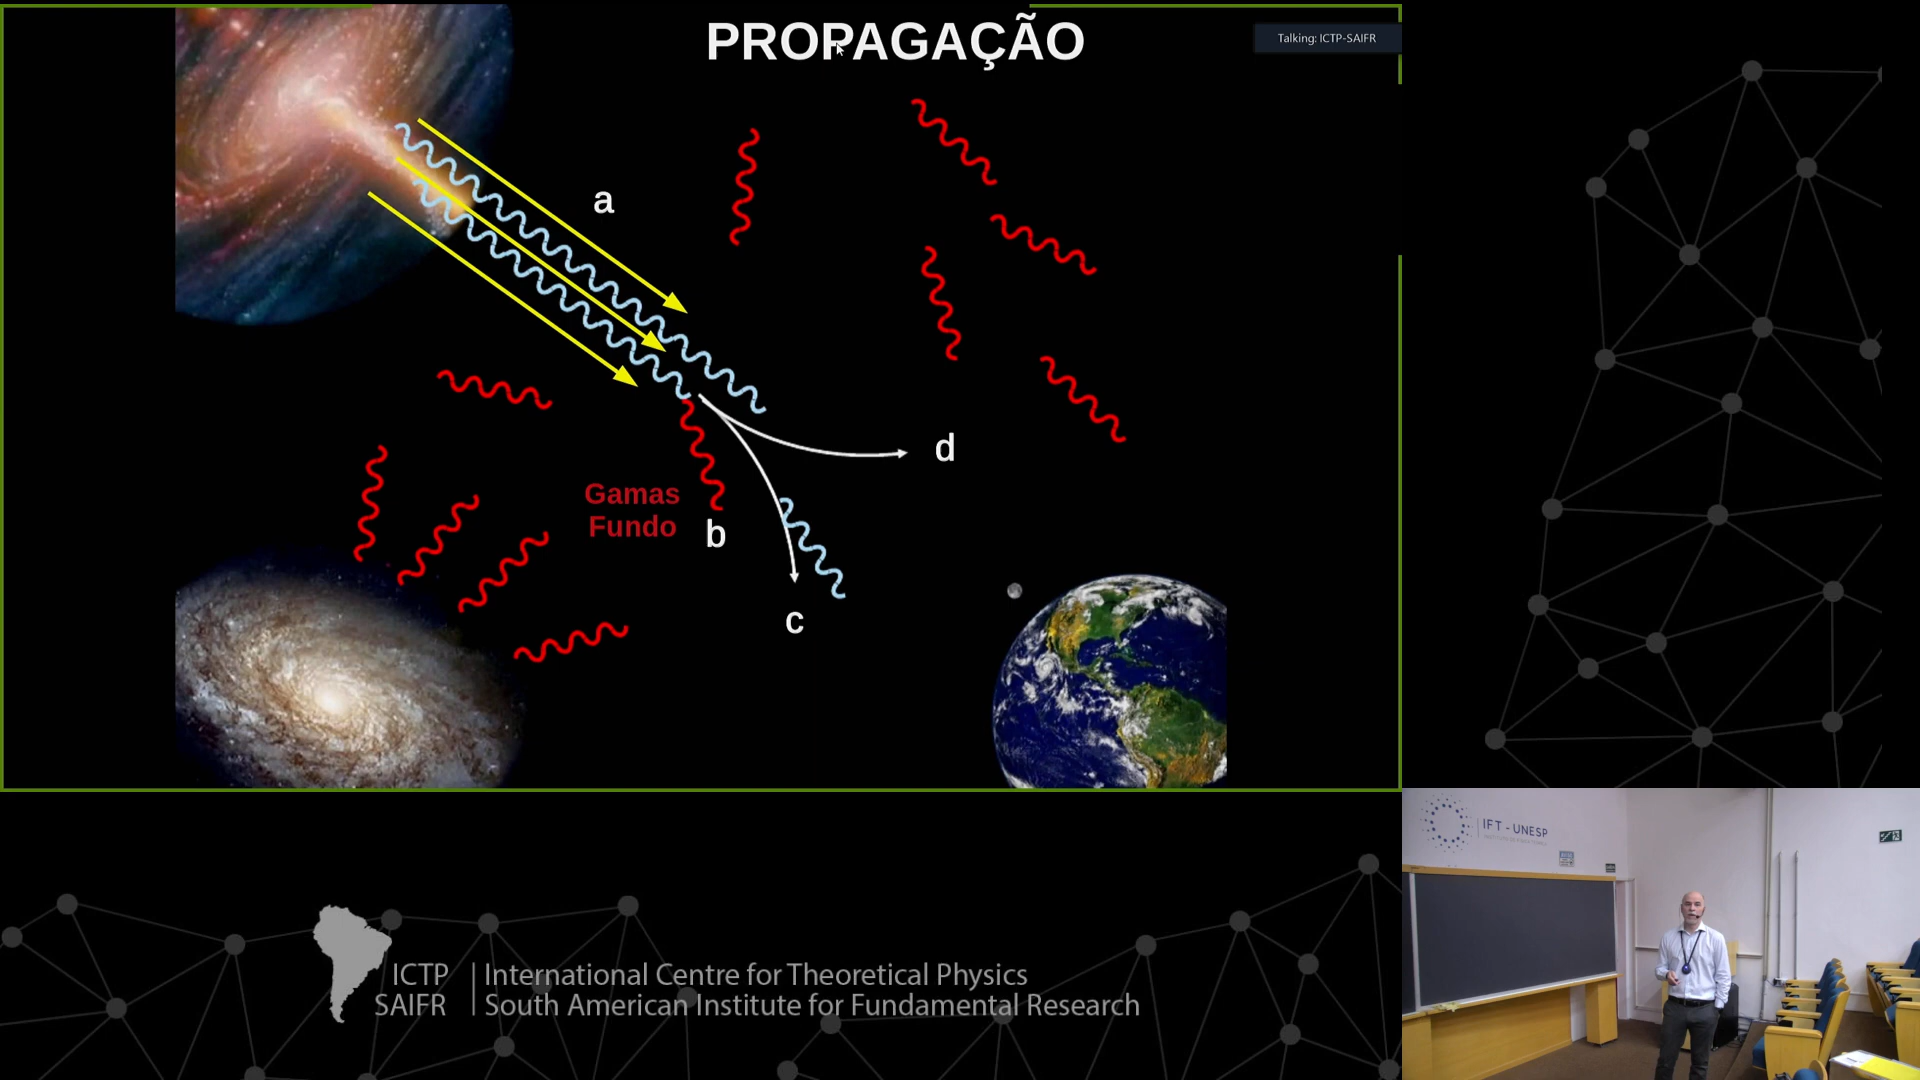 PROPAGAÇÃO
Talking: ICTP-SAIFR
a
d
Gamas
Fundo
b
c
IFT - UNESP
ICTP
SAIFR
International Centre for Theoretical Physics
South American Institute for Fundamental Research